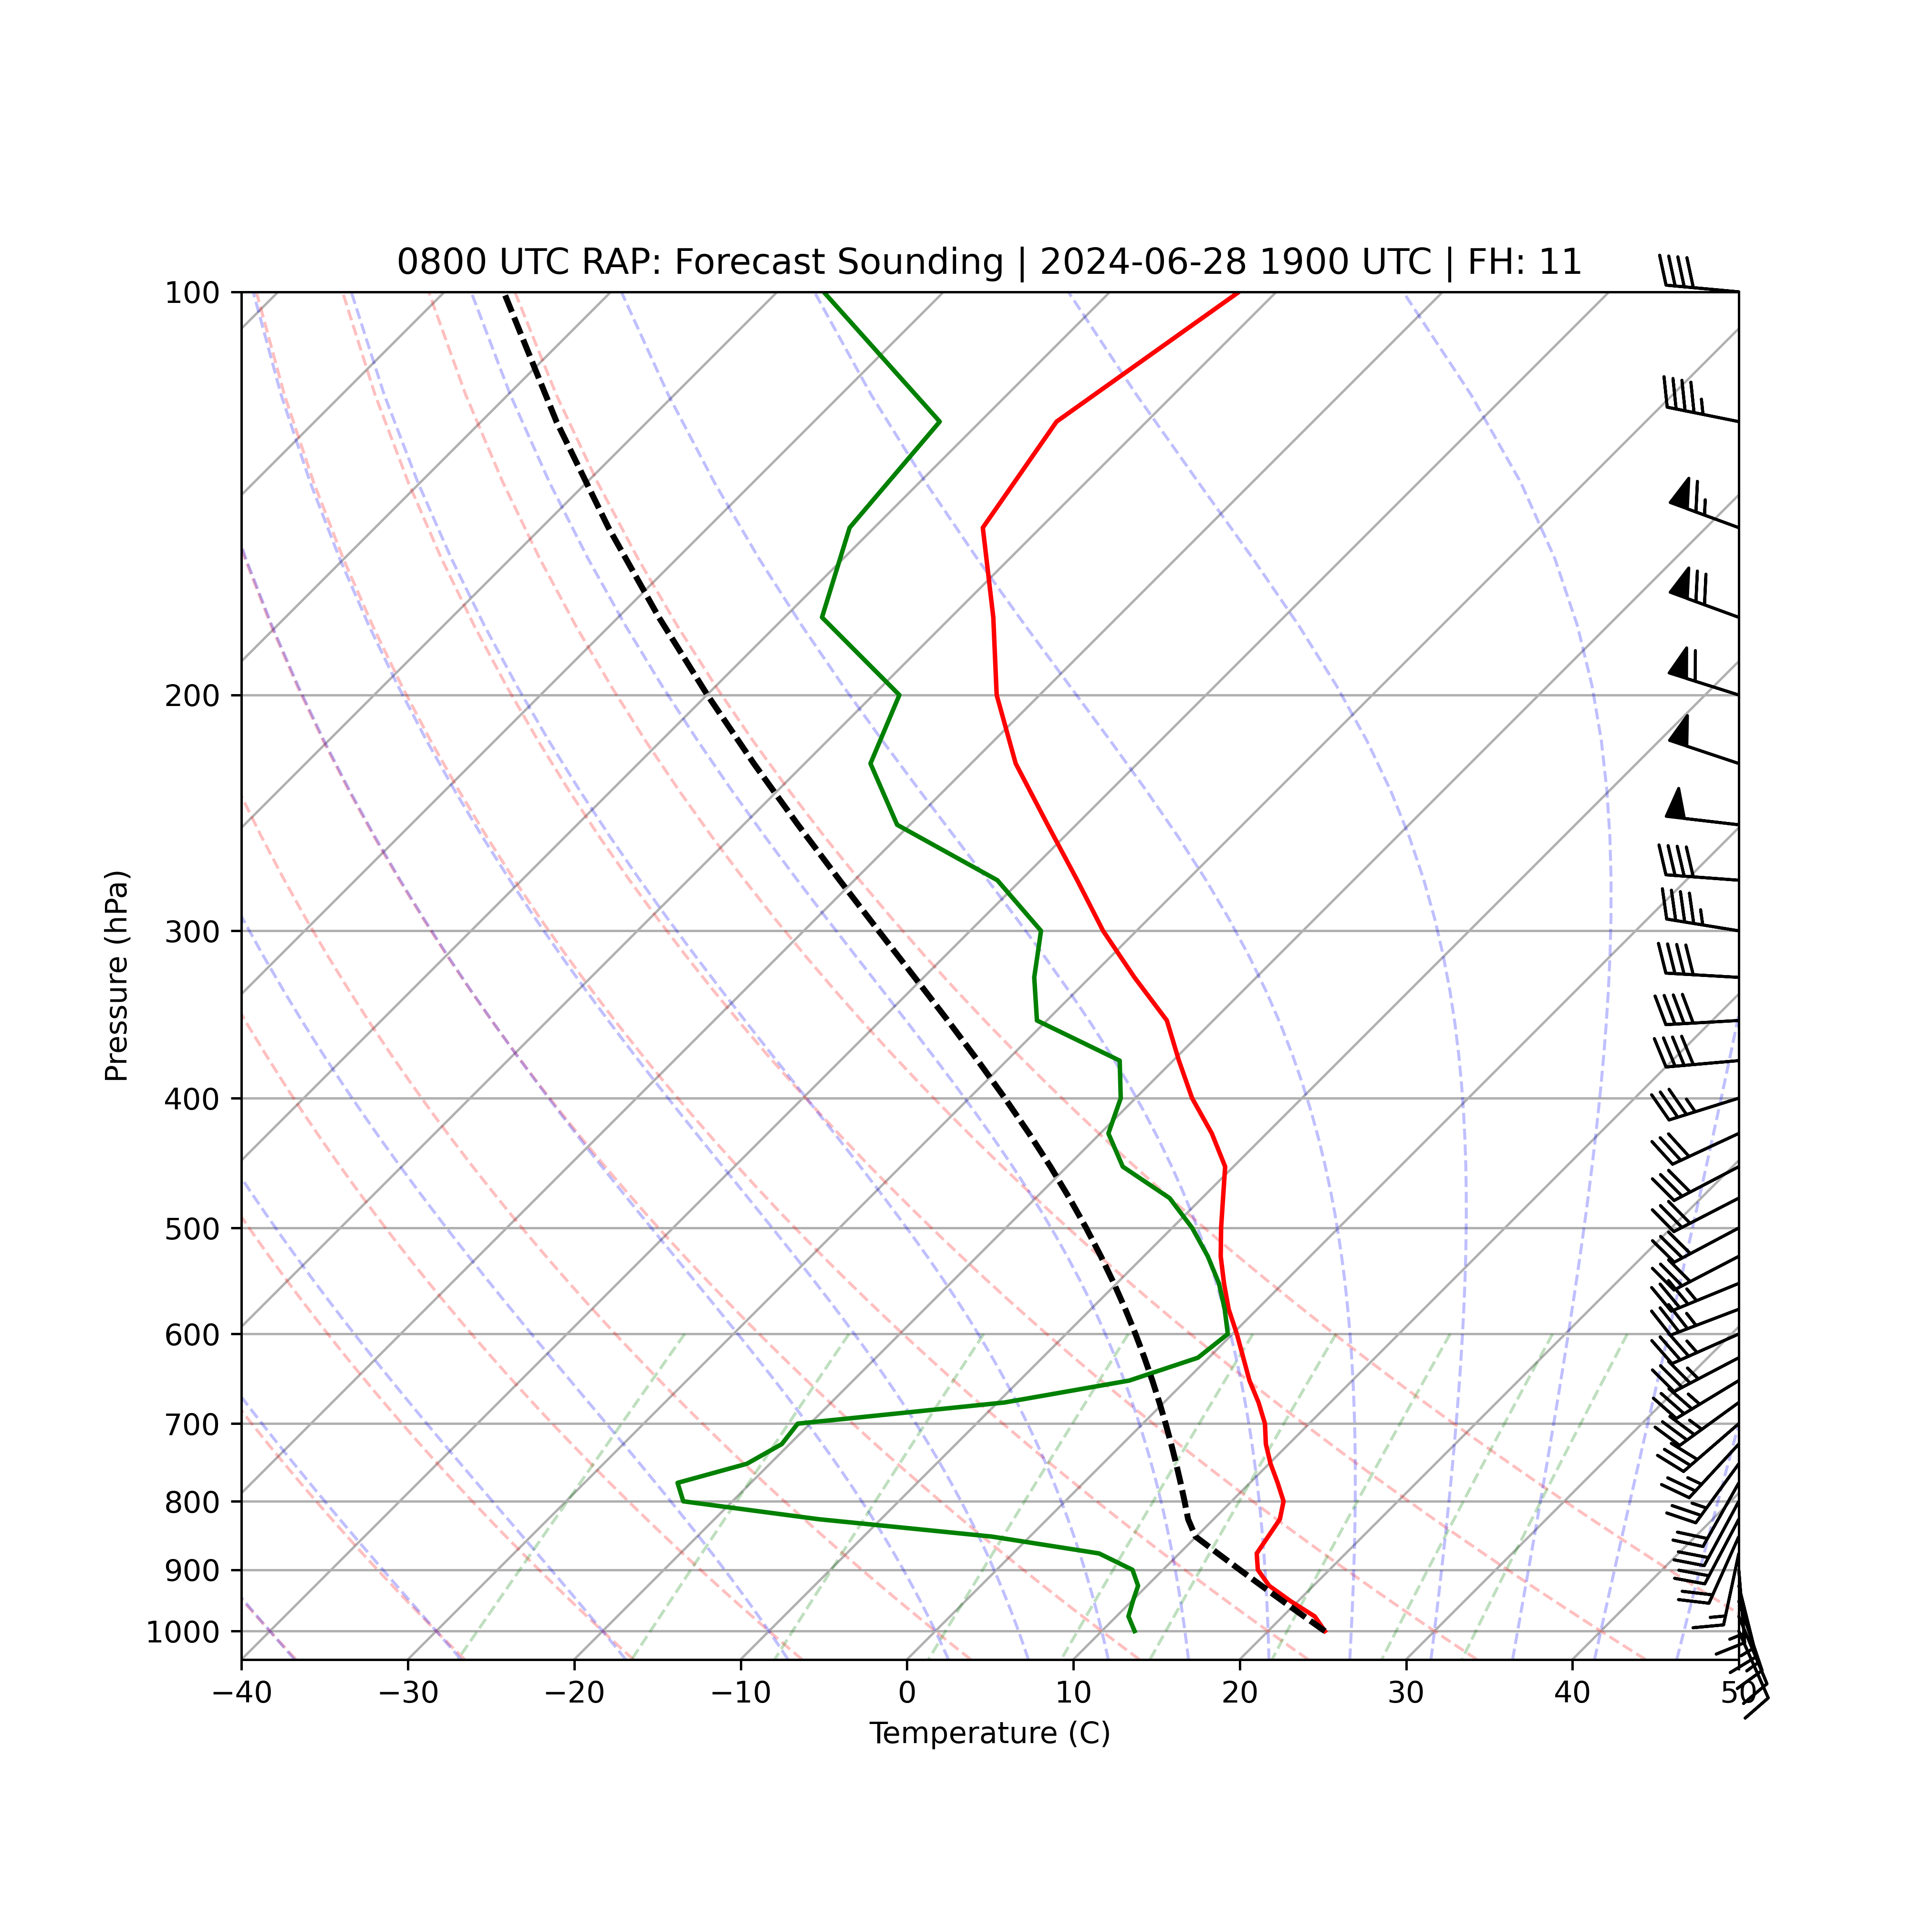 0800 UTC RAP: Forecast Sounding | 2024-06-28 1900 UTC | FH: 11
100
200
300
400
500
600
700
800
900
1000
Pressure (hPa)
−40 −30 −20 −10 0 10 20 30 40 50
Temperature (C)